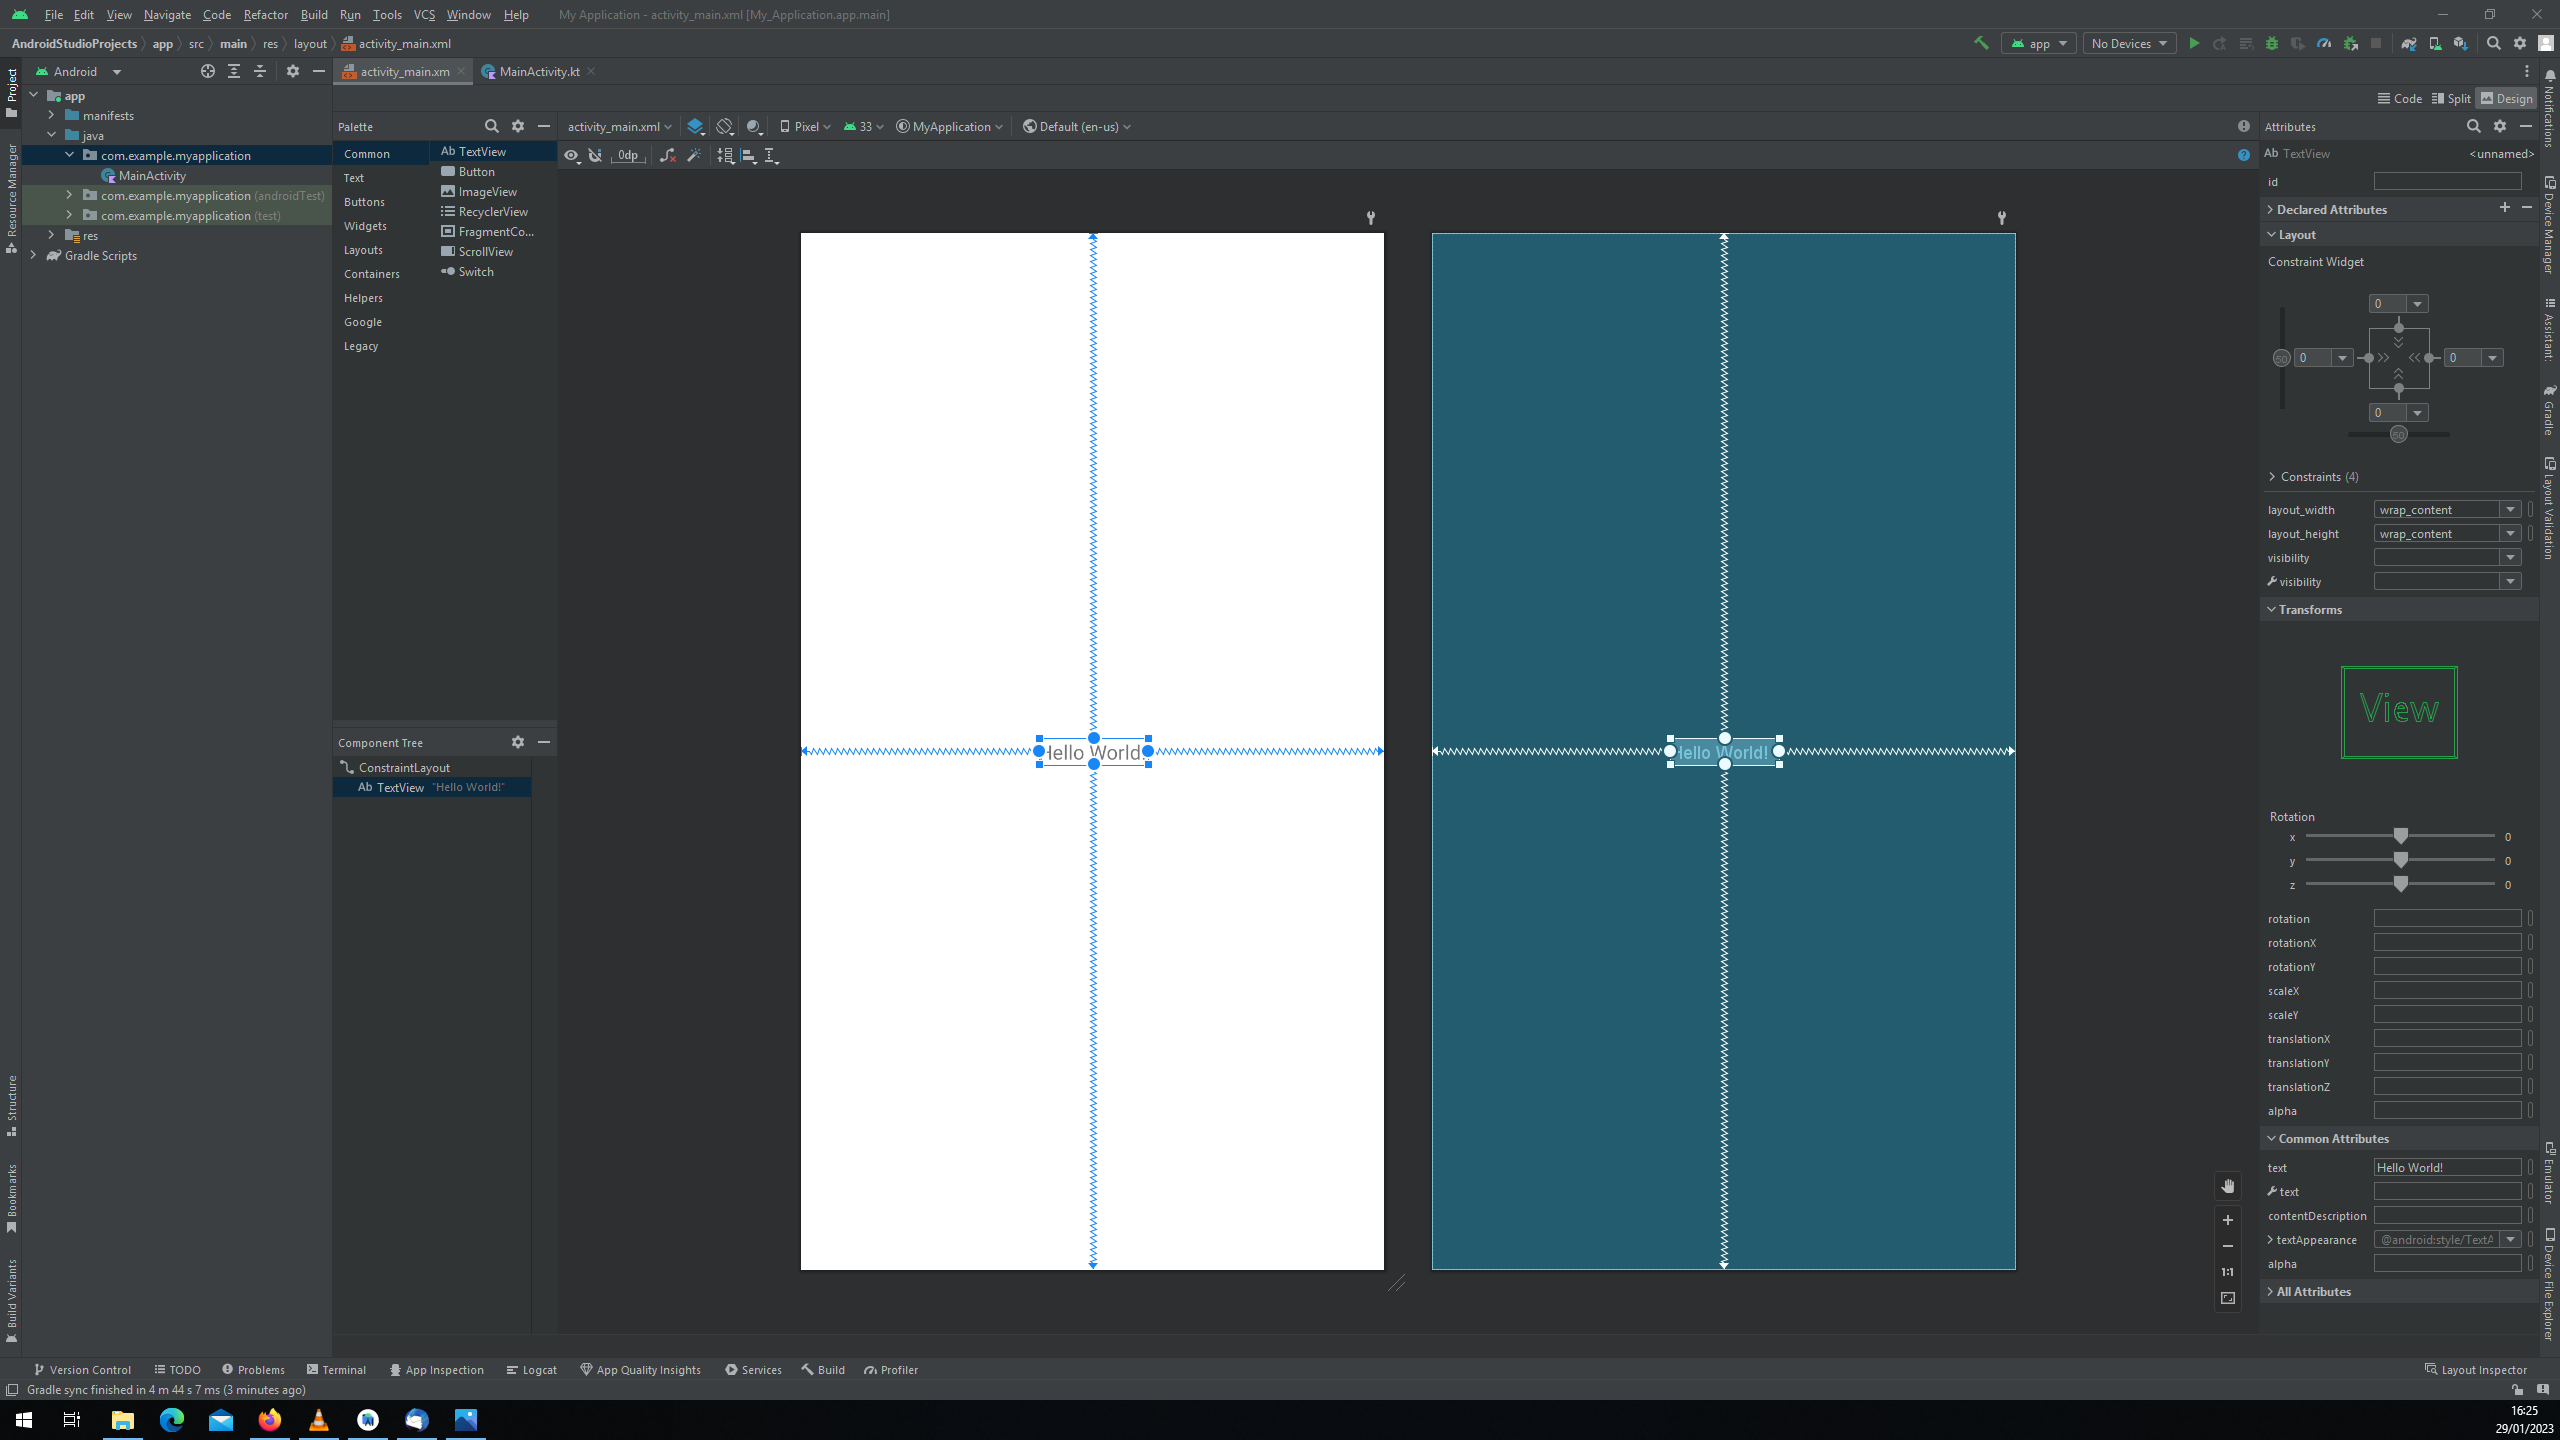 File Edit View Navigate Code Refactor Build Run Tools VCS Window Help My Application - activity_main.xml [My_Application.app.main]
AndroidStudioProjects app src main res layout activity_main.xml app No Devices
Android activity_main.xm MainActivity.kt
Code Split Design
Project
Resource Manager
Structure
Bookmarks
Build Variants
app
manifests
java
com.example.myapplication
MainActivity
com.example.myapplication (androidTest)
com.example.myapplication (test)
res
Gradle Scripts
Palette
Common
Text
Buttons
Widgets
Layouts
Containers
Helpers
Google
Legacy
Ab TextView
Button
ImageView
RecyclerView
FragmentCo...
ScrollView
Switch
Component Tree
ConstraintLayout
Ab TextView "Hello World!"
activity_main.xml Pixel 33 MyApplication Default (en-us)
0dp
Hello World!
Hello World!
1:1
Attributes
Ab TextView <unnamed>
id
Declared Attributes
Layout
Constraint Widget
0
50 0 0
0
50
Constraints (4)
layout_width wrap_content
layout_height wrap_content
visibility
visibility
Transforms
View
Rotation
x 0
y 0
z 0
rotation
rotationX
rotationY
scaleX
scaleY
translationX
translationY
translationZ
alpha
Common Attributes
text Hello World!
text
contentDescription
textAppearance @android:style/TextA
alpha
All Attributes
Notifications
Device Manager
Assistant:
Gradle
Layout Validation
Emulator
Device File Explorer
Version Control TODO Problems Terminal App Inspection Logcat App Quality Insights Services Build Profiler Layout Inspector
Gradle sync finished in 4 m 44 s 7 ms (3 minutes ago)
16:25
29/01/2023